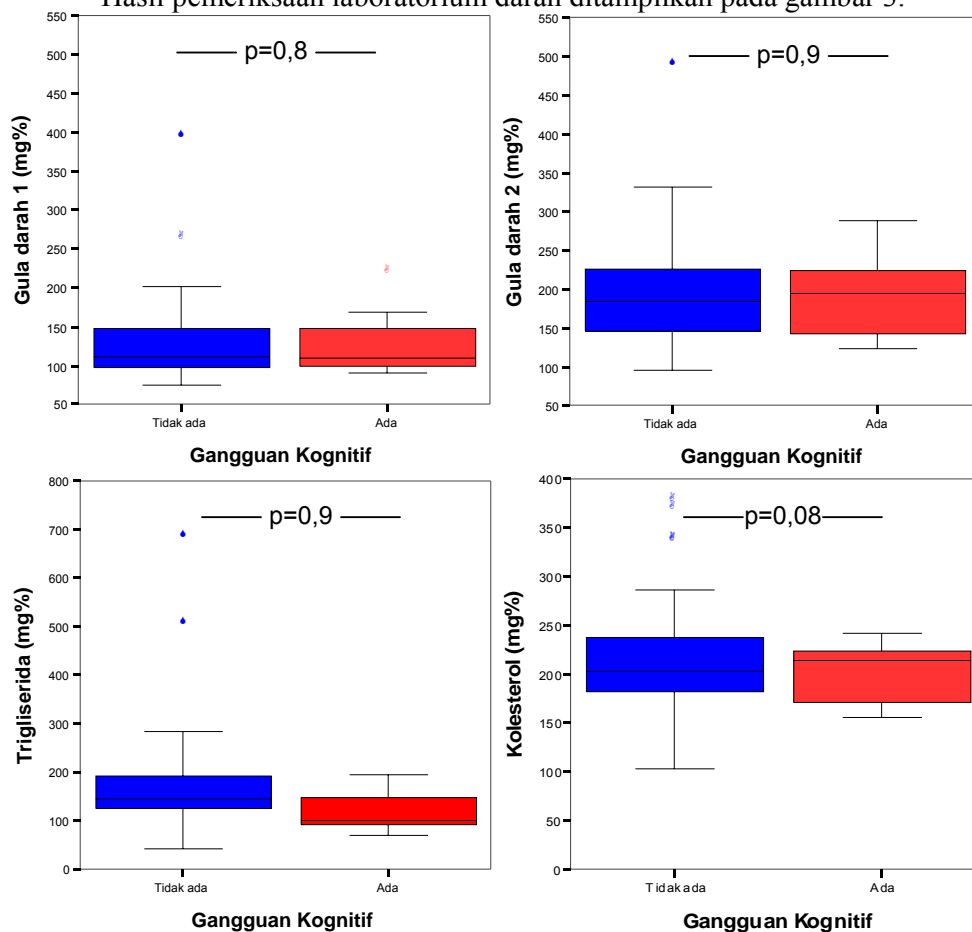 Hasil pemeriksaan laboratorium darah ditampilkan pada gambar 3.
550
500
450
400
350
300
250
200
150
100
50
Gula darah 1 (mg%)
p=0,8
Tidak ada
Ada
Gangguan Kognitif
550
500
450
400
350
300
250
200
150
100
50
Gula darah 2 (mg%)
p=0,9
Tidak ada
Ada
Gangguan Kognitif
800
700
600
500
400
300
200
100
0
Trigliserida (mg%)
p=0,9
Tidak ada
Ada
Gangguan Kognitif
400
350
300
250
200
150
100
50
0
Kolesterol (mg%)
p=0,08
Tidak ada
Ada
Gangguan Kognitif